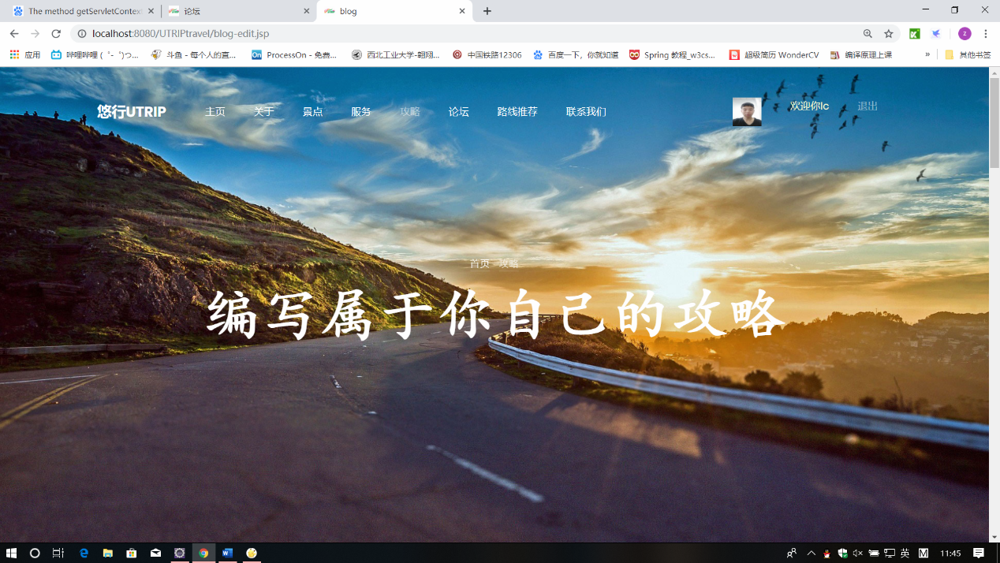 The method getServletContext
论坛
blog
localhost:8080/UTRIPtravel/blog-edit.jsp
应用
哔哩哔哩 (゜-゜)つ...
斗鱼 - 每个人的直...
ProcessOn - 免费...
西北工业大学-翱翔...
中国铁路12306
百度一下，你就知道
Spring 教程_w3cs...
超级简历 WonderCV
编译原理上课
»
其他书签
悠行UTRIP
主页
关于
景点
服务
攻略
论坛
路线推荐
联系我们
欢迎你lc
退出
首页 攻略
编写属于你自己的攻略
英
M
11:45